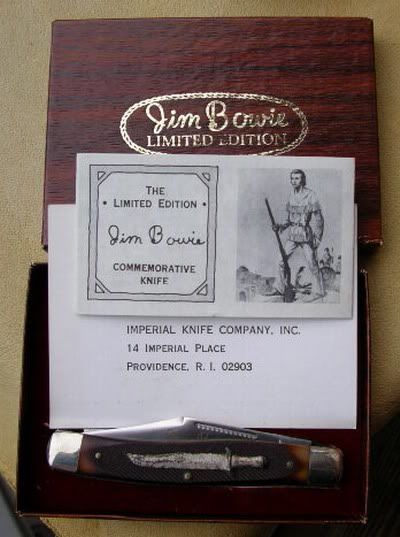 Jim Bowie
LIMITED EDITION
THE
• LIMITED EDITION •
Jim Bowie
COMMEMORATIVE
KNIFE
IMPERIAL KNIFE COMPANY, INC.
14 IMPERIAL PLACE
PROVIDENCE, R. I. 02903